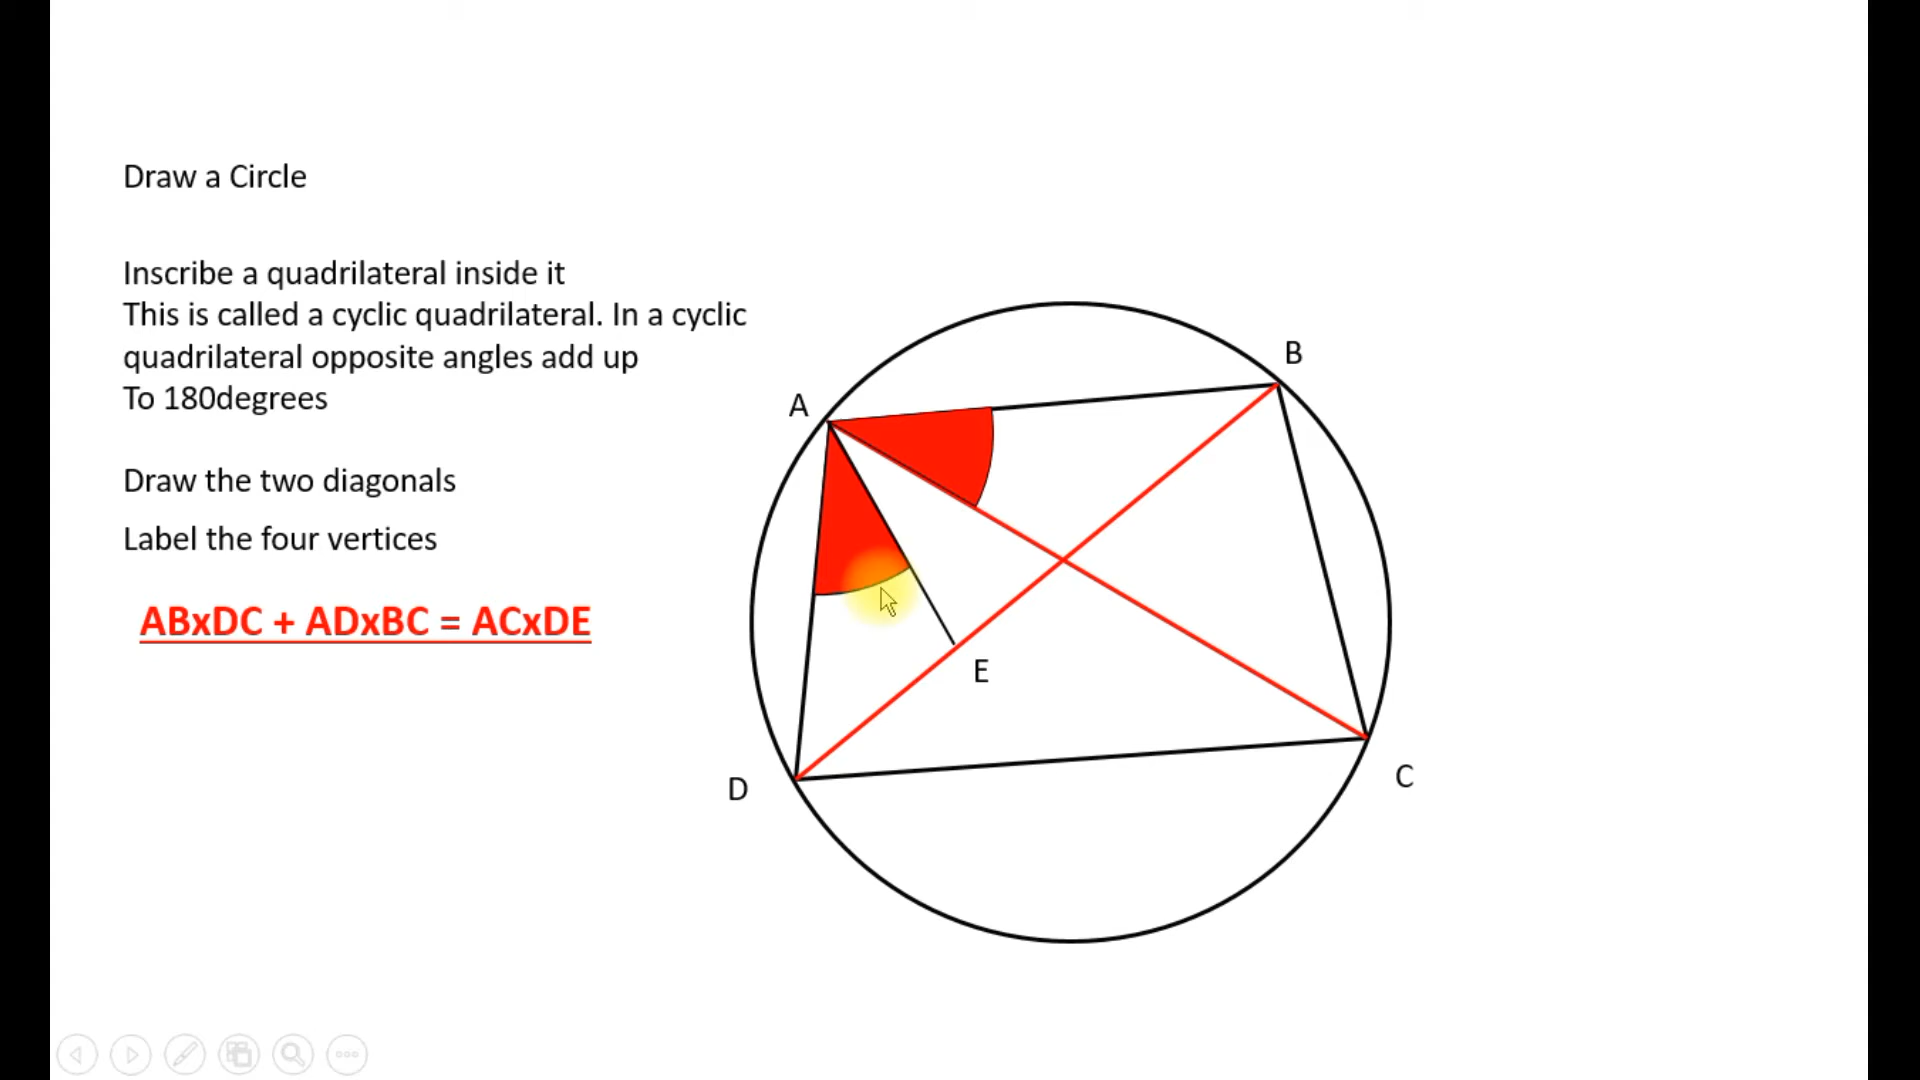 Draw a Circle
Inscribe a quadrilateral inside it
This is called a cyclic quadrilateral. In a cyclic
quadrilateral opposite angles add up
To 180degrees
Draw the two diagonals
Label the four vertices
ABxDC + ADxBC = ACxDE
B
A
E
D
C